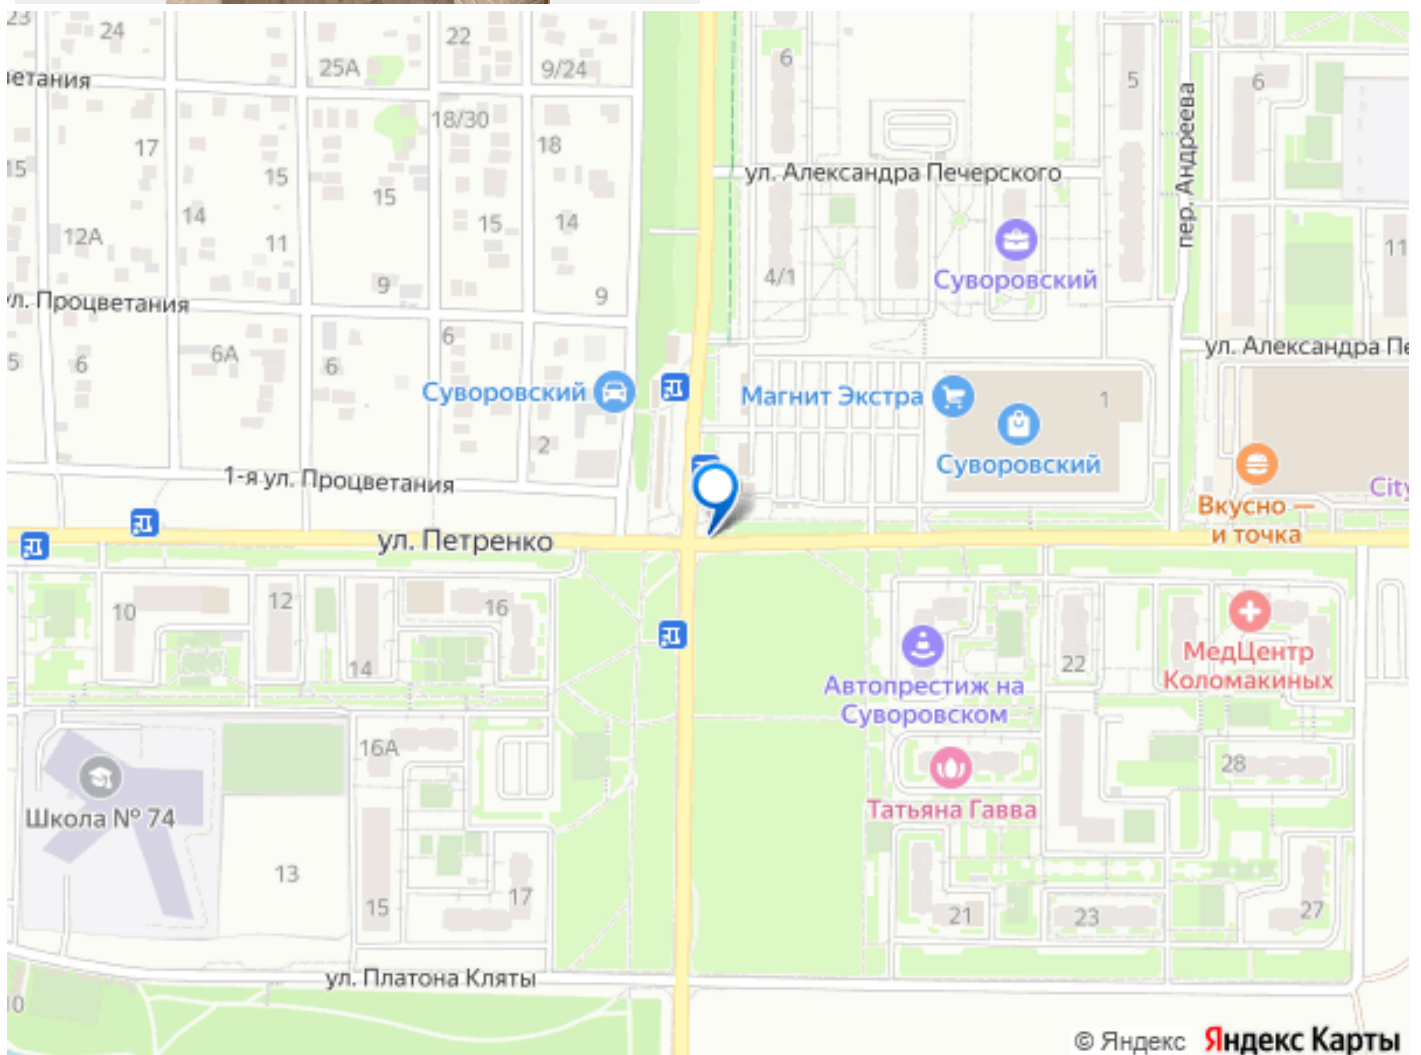 23
24
22
25А
9/24
6
5
6
ветания
18/30
17
18
пер. Андреева
15
15
15
ул. Александра Печерского
14
15
14
12А
11
11
4/1
Суворовский
9
9
ул. Процветания
6
5
6
6А
6
ул. Александра Пе
Суворовский
Магнит Экстра
1
2
Суворовский
1-я ул. Процветания
City
Вкусно —
и точка
ул. Петренко
10
12
16
14
22
МедЦентр
Коломакиных
Автопрестиж на
Суворовском
16А
28
Татьяна Гавва
Школа № 74
13
15
17
21
23
27
ул. Платона Кляты
10
© Яндекс Яндекс Карты